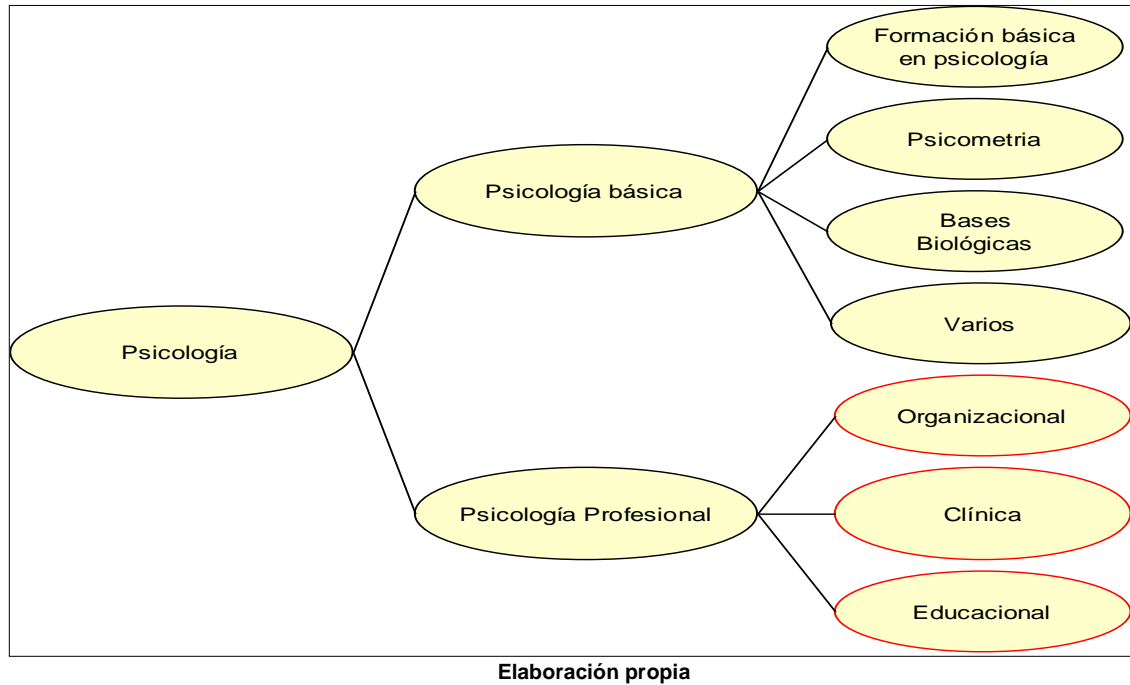 Formación básica
en psicología
Psicometria
Psicología básica
Bases
Biológicas
Varios
Psicología
Organizacional
Psicología Profesional
Clínica
Educacional
Elaboración propia